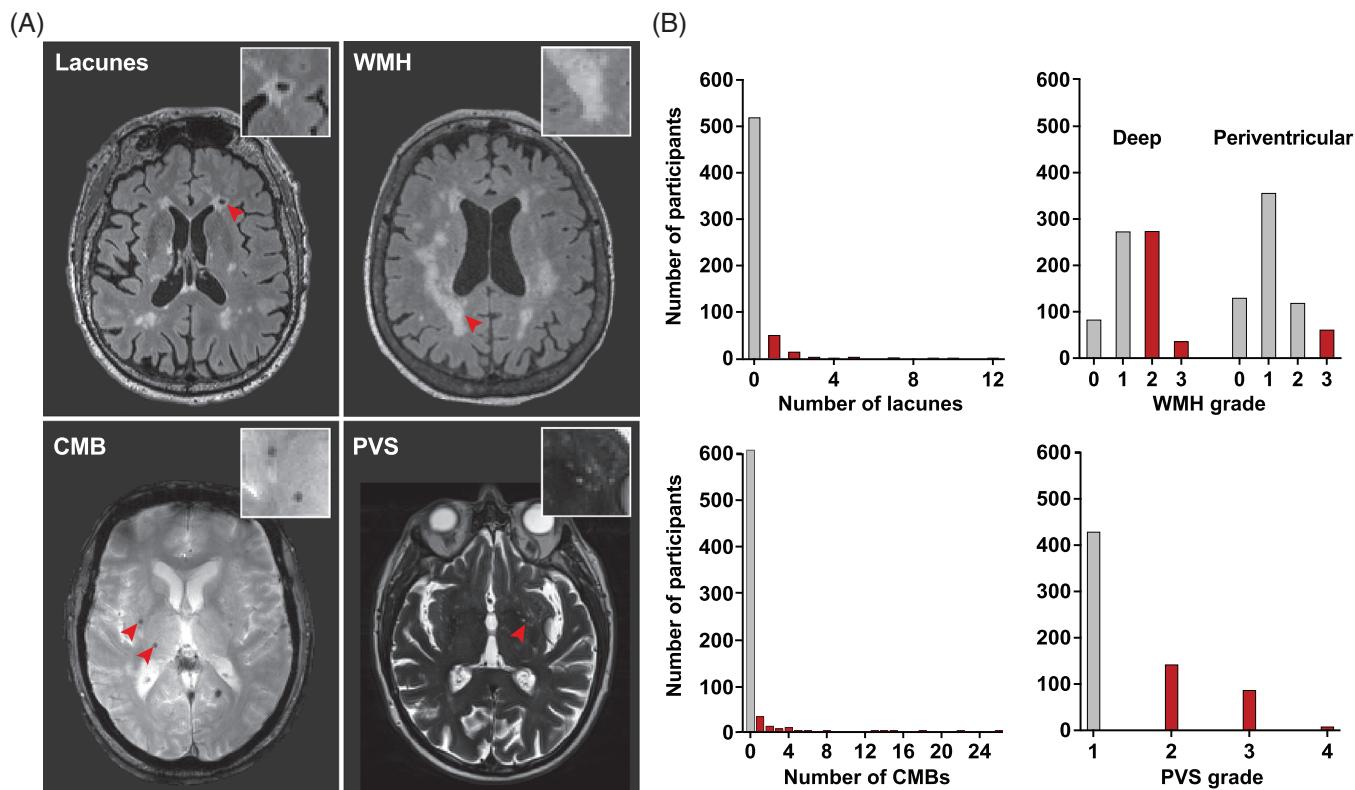 (A)
Lacunes
WMH
CMB
PVS
(B)
Number of participants
600
500
400
300
200
100
0
0
4
8
12
Number of lacunes
600
500
400
300
200
100
0
Deep
Periventricular
0 1 2 3
0 1 2 3
WMH grade
Number of participants
600
500
400
300
200
100
0
0 4 8 12 16 20 24
Number of CMBs
600
500
400
300
200
100
0
1 2 3 4
PVS grade